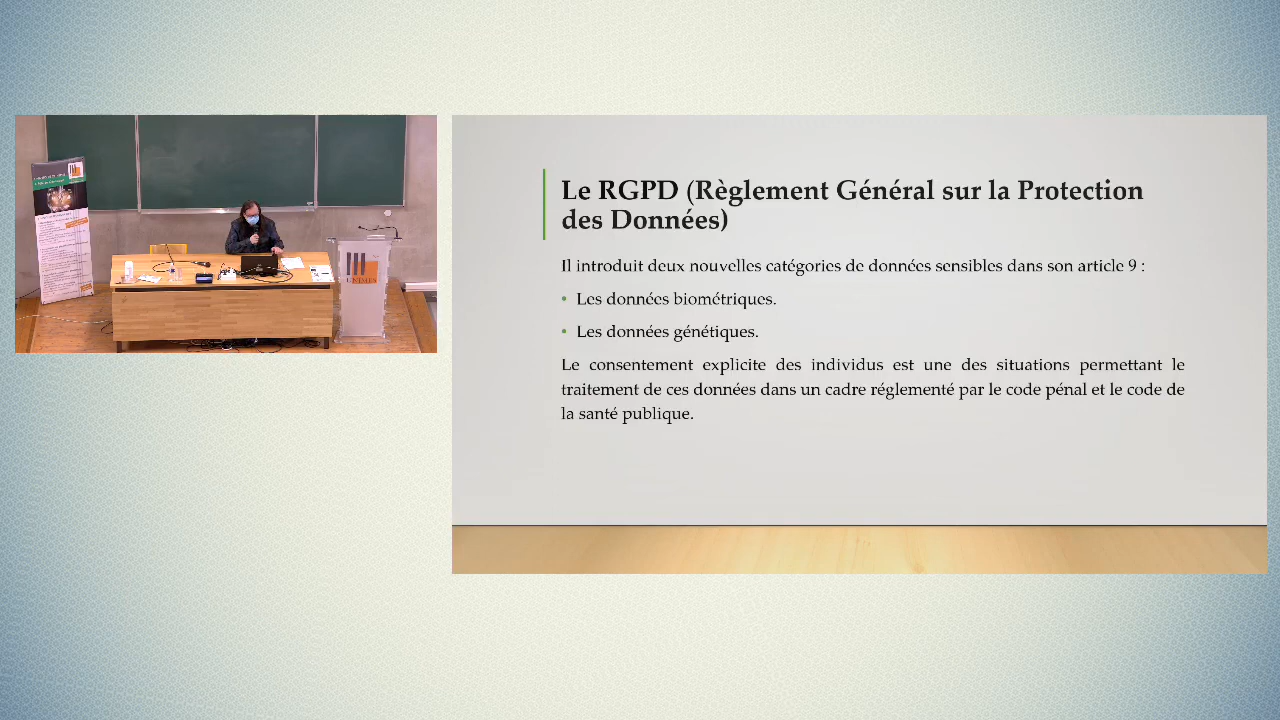 Le RGPD (Règlement Général sur la Protection
des Données)
Il introduit deux nouvelles catégories de données sensibles dans son article 9 :
• Les données biométriques.
• Les données génétiques.
Le consentement explicite des individus est une des situations permettant le
traitement de ces données dans un cadre réglementé par le code pénal et le code de
la santé publique.
UNIMES